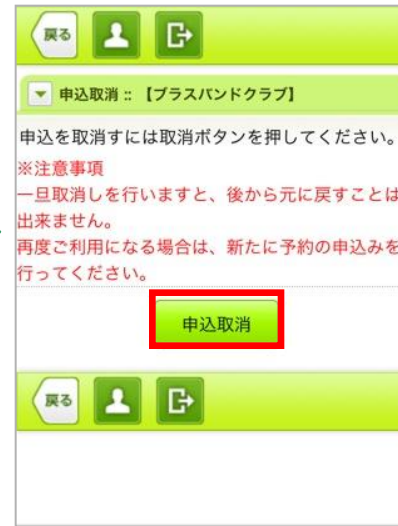 戻る
申込取消 :: 【ブラスバンドクラブ】
申込を取消すには取消ボタンを押してください。
※注意事項
一旦取消しを行いますと、後から元に戻すことは
出来ません。
再度ご利用になる場合は、新たに予約の申込みを
行ってください。
申込取消
戻る